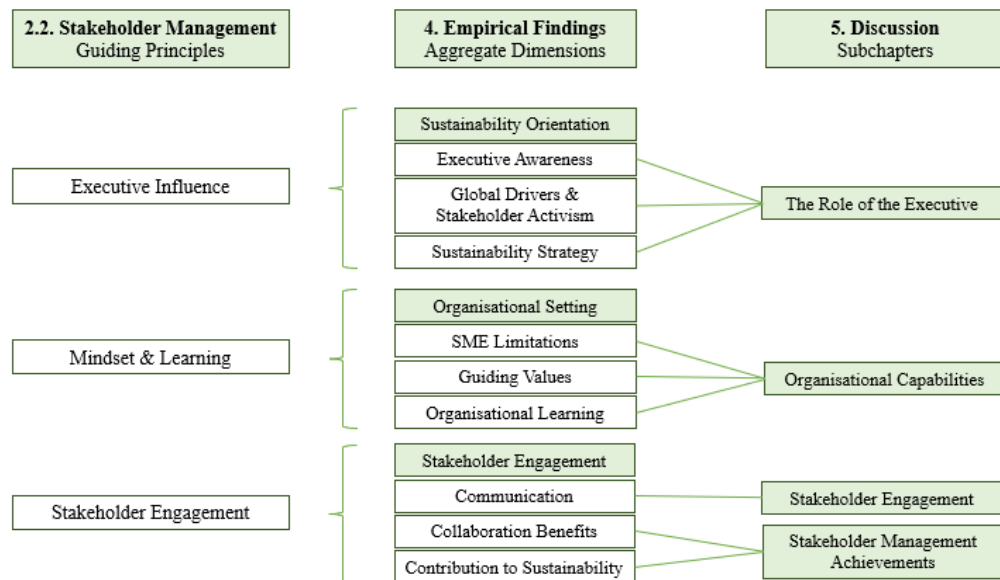 2.2. Stakeholder Management
Guiding Principles
4. Empirical Findings
Aggregate Dimensions
5. Discussion
Subchapters
Executive Influence
Sustainability Orientation
Executive Awareness
Global Drivers &
Stakeholder Activism
Sustainability Strategy
The Role of the Executive
Mindset & Learning
Organisational Setting
SME Limitations
Guiding Values
Organisational Learning
Organisational Capabilities
Stakeholder Engagement
Stakeholder Engagement
Communication
Collaboration Benefits
Contribution to Sustainability
Stakeholder Engagement
Stakeholder Management
Achievements